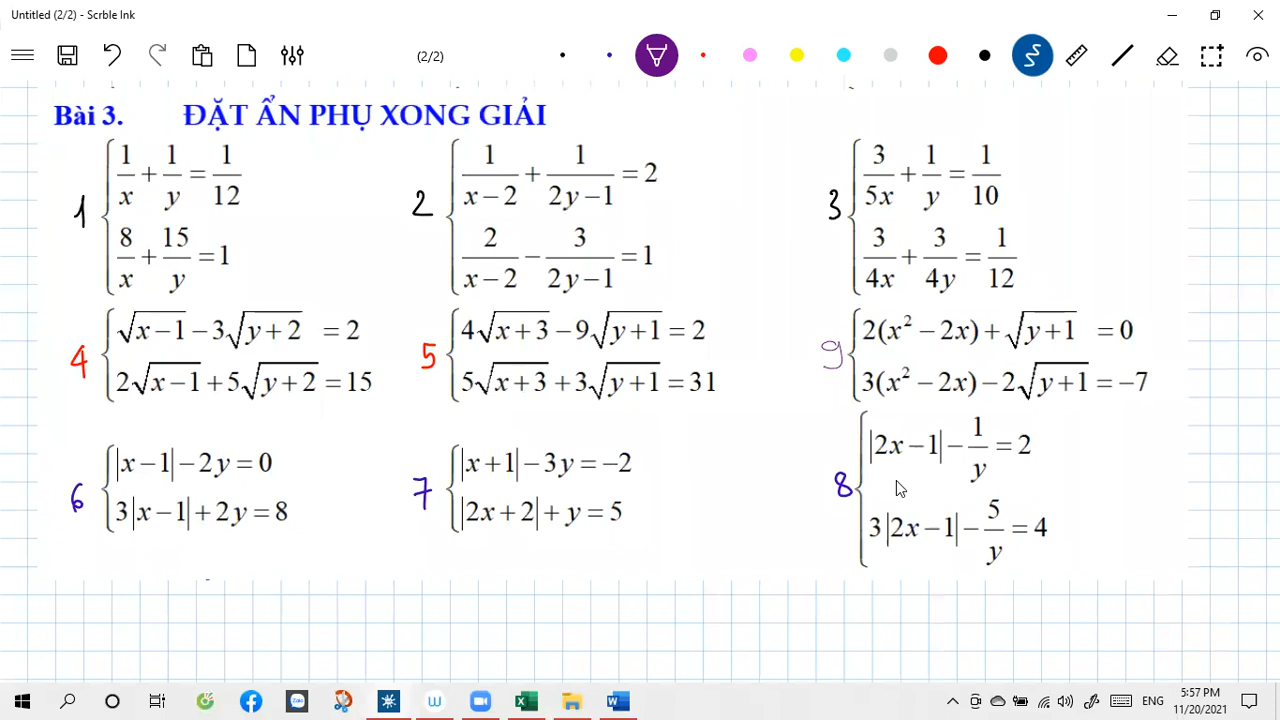 Untitled (2/2) - Scrble Ink
(2/2)
Bài 3. ĐẶT ẨN PHỤ XONG GIẢI
1 { 1/x + 1/y = 1/12
8/x + 15/y = 1
2 { 1/(x−2) + 1/(2y−1) = 2
2/(x−2) − 3/(2y−1) = 1
3 { 3/5x + 1/y = 1/10
3/4x + 3/4y = 1/12
4 { √(x−1) − 3√(y+2) = 2
2√(x−1) + 5√(y+2) = 15
5 { 4√(x+3) − 9√(y+1) = 2
5√(x+3) + 3√(y+1) = 31
9 { 2(x² − 2x) + √(y+1) = 0
3(x² − 2x) − 2√(y+1) = −7
6 { |x−1| − 2y = 0
3|x−1| + 2y = 8
7 { |x+1| − 3y = −2
|2x+2| + y = 5
8 { |2x−1| − 1/y = 2
3|2x−1| − 5/y = 4
ENG
5:57 PM
11/20/2021